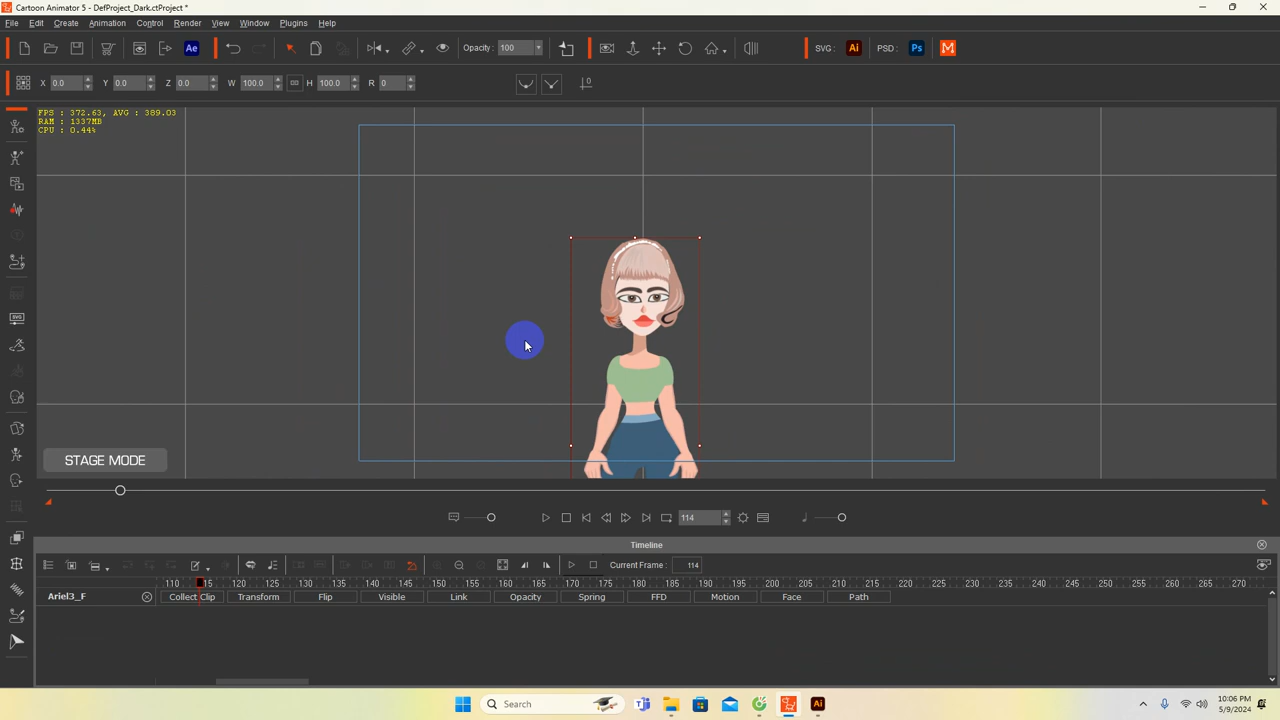 Cartoon Animator 5 - DefProject_Dark.ctProject *
File Edit Create Animation Control Render View Window Plugins Help
Ae Opacity : 100 SVG : Ai PSD : Ps M
X 0.0 Y 0.0 Z 0.0 W 100.0 H 100.0 R 0
FPS : 372.63, AVG : 389.03
RAM : 1337MB
CPU : 0.44%
STAGE MODE
114
Timeline
Current Frame : 114
110 115 120 125 130 135 140 145 150 155 160 165 170 175 180 185 190 195 200 205 210 215 220 225 230 235 240 245 250 255 260 265 270
Ariel3_F Collect Clip Transform Flip Visible Link Opacity Spring FFD Motion Face Path
Search
Ai
10:06 PM
5/9/2024